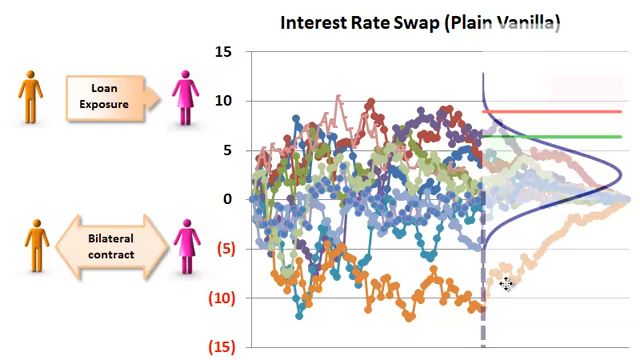 Interest Rate Swap (Plain Vanilla)
Loan
Exposure
Bilateral
contract
15
10
5
0
(5)
(10)
(15)